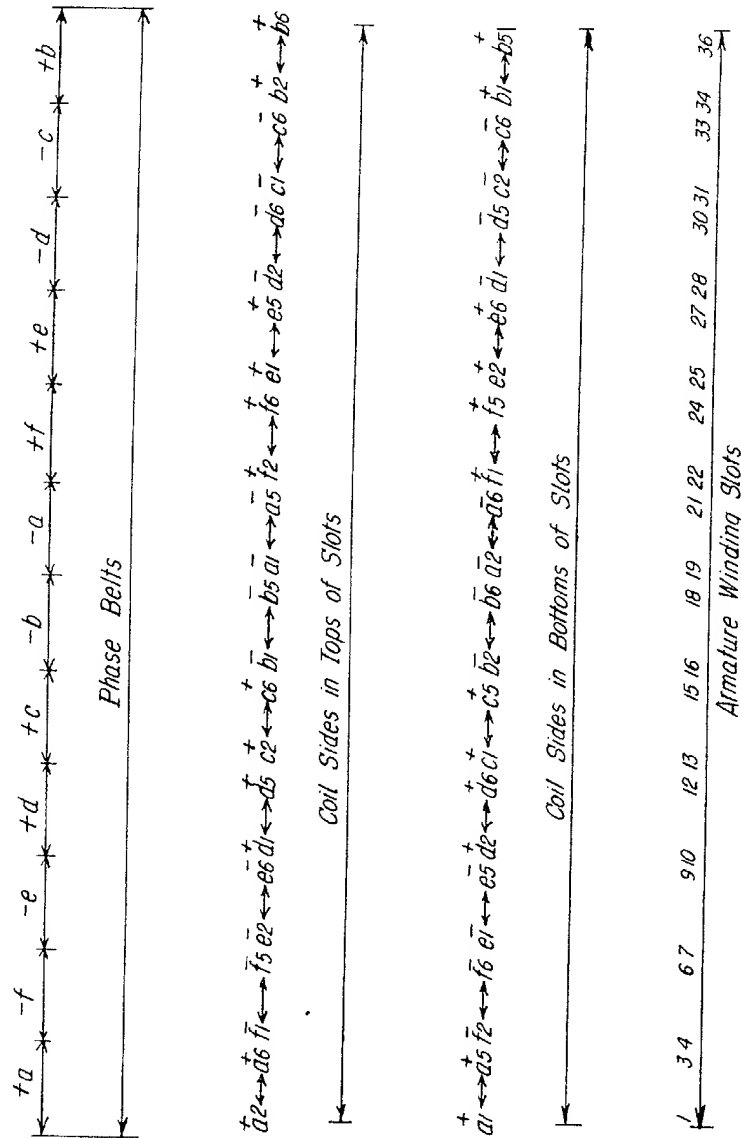 +a −f −e +d +c −b −a +f +e −d −c +b
Phase Belts
+ + − − − − + + + + − − − − + + + + − − − − + +
a2↔a6 f1↔f5 e2↔e6 d1↔d5 c2↔c6 b1↔b5 a1↔a5 f2↔f6 e1↔e5 d2↔d6 c1↔c6 b2↔b6
Coil Sides in Tops of Slots
+ + − − − − + + + + − − − − + + + + − − − − + +
a1↔a5 f2↔f6 e1↔e5 d2↔d6 c1↔c5 b2↔b6 a2↔a6 f1↔f5 e2↔e6 d1↔d5 c2↔c6 b1↔b5
Coil Sides in Bottoms of Slots
1 3 4 6 7 9 10 12 13 15 16 18 19 21 22 24 25 27 28 30 31 33 34 36
Armature Winding Slots